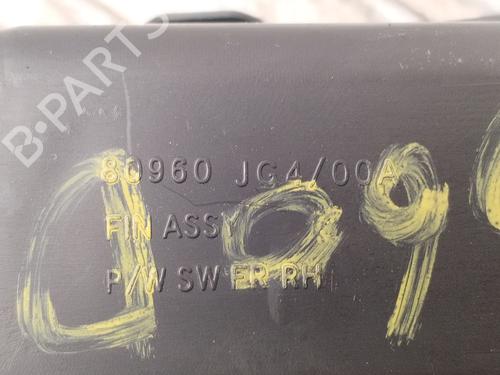 B-PARTS
80960 JG4/00A
FIN ASSY
P/W SW FR RH